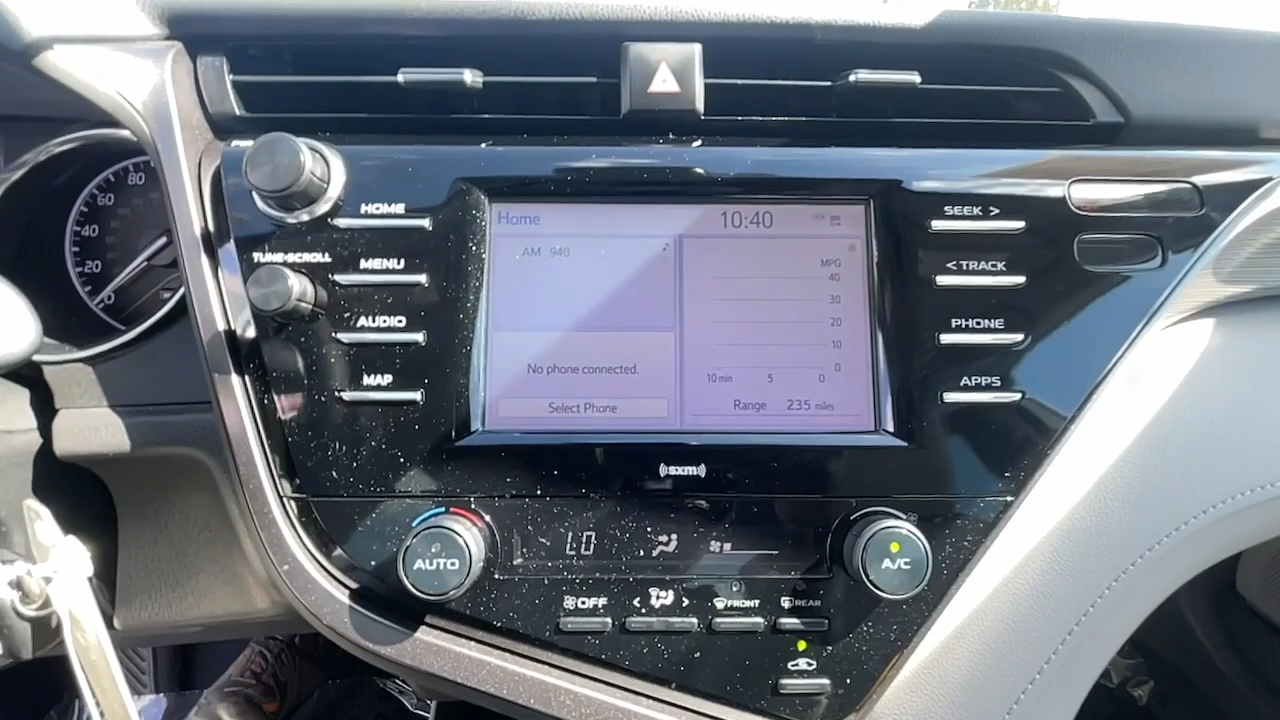 80
60
40
20
0
HOME
TUNE•SCROLL
MENU
AUDIO
MAP
Home
10:40
AM 940
No phone connected.
Select Phone
MPG
40
30
20
10
0
10 min 5 0
Range 235 miles
SEEK >
< TRACK
PHONE
APPS
((sxm))
AUTO
LO
A/C
OFF
< >
FRONT
REAR